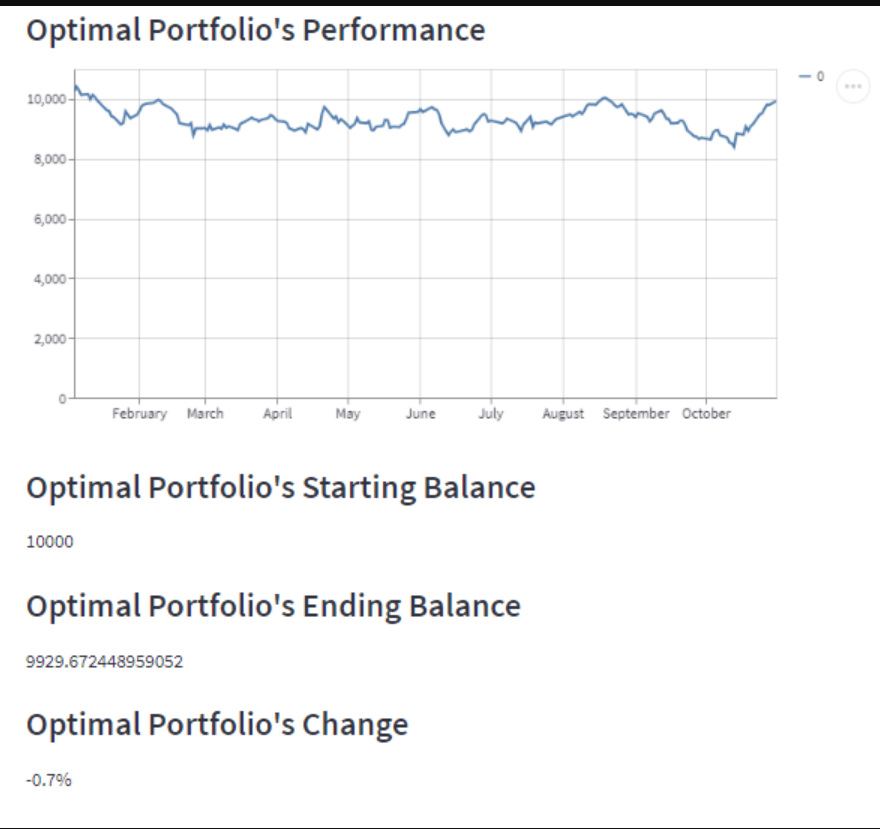 Optimal Portfolio's Performance
0
10,000
8,000
6,000
4,000
2,000
0
February March April May June July August September October
Optimal Portfolio's Starting Balance
10000
Optimal Portfolio's Ending Balance
9929.672448959052
Optimal Portfolio's Change
-0.7%